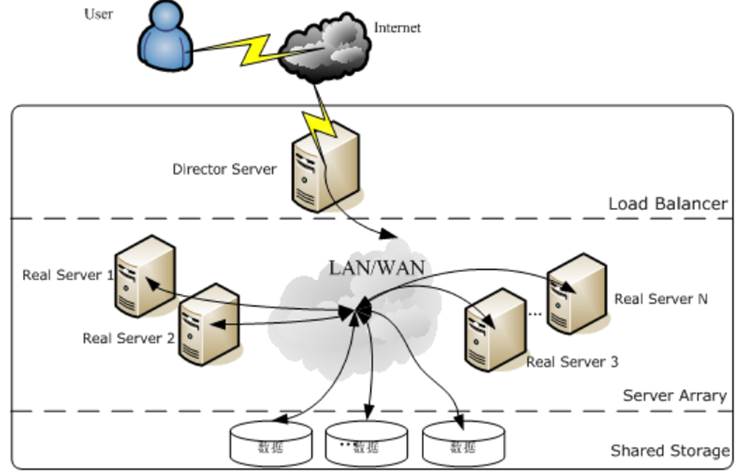 User
Internet
Director Server
Load Balancer
LAN/WAN
Real Server 1
Real Server N
Real Server 2
...
Real Server 3
Server Arrary
数据
...数据
数据
Shared Storage